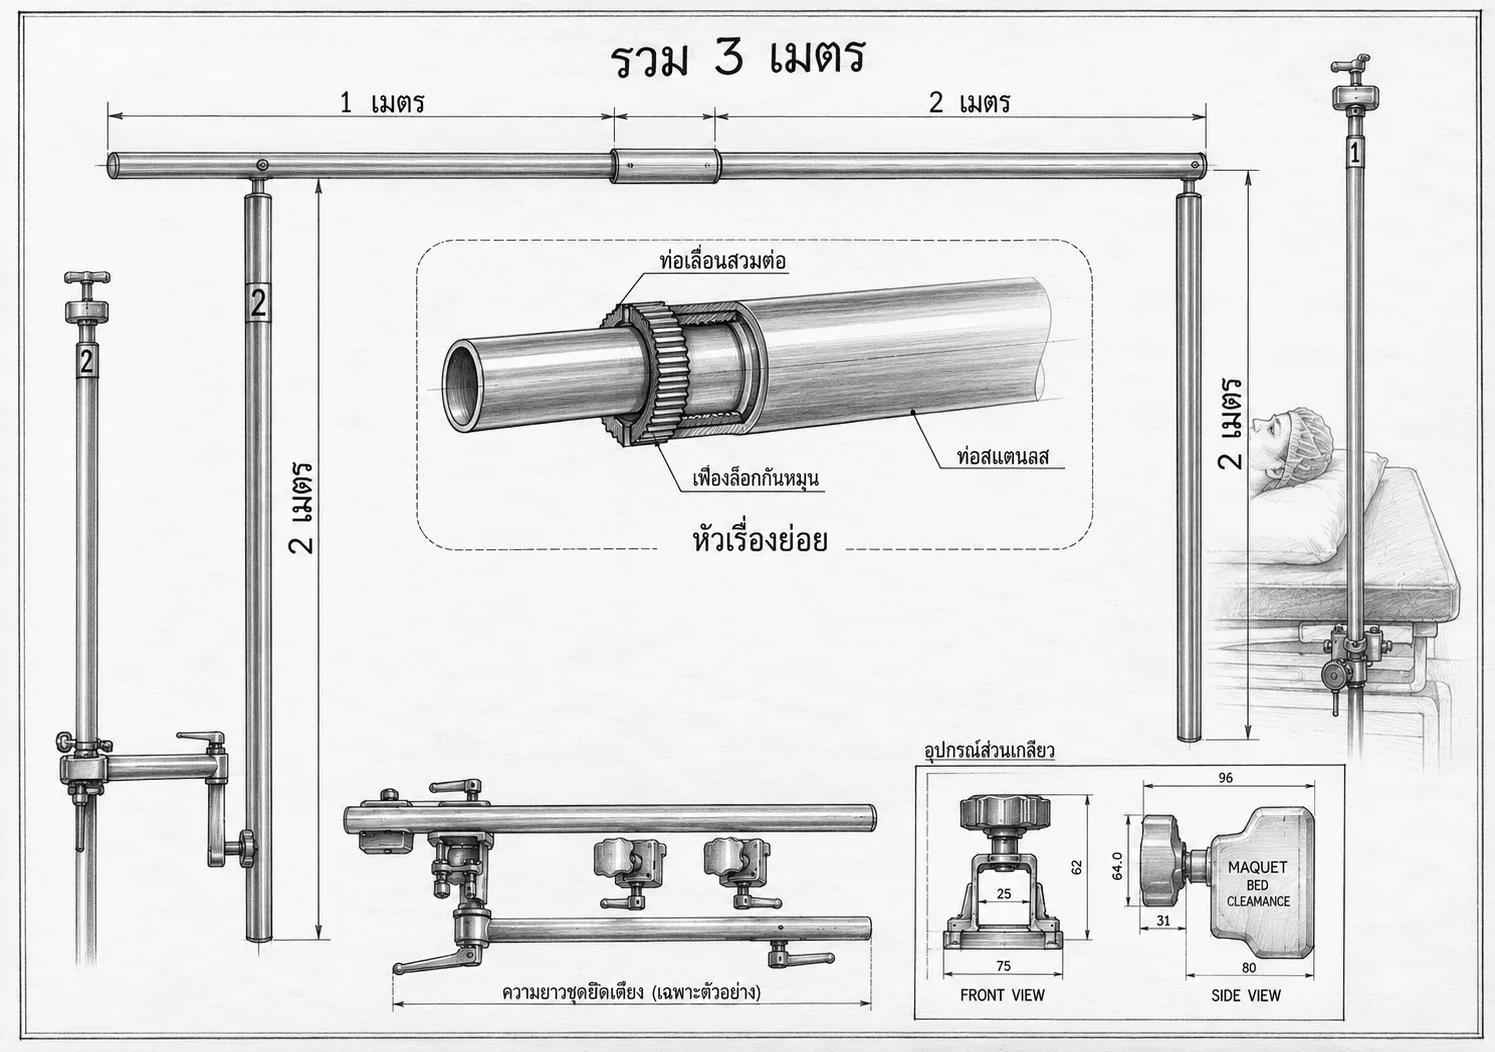 รวม 3 เมตร
1 เมตร
2 เมตร
1
2
2
2 เมตร
2 เมตร
ท่อเลื่อนสวมต่อ
ท่อสแตนลส
เฟืองล็อกกันหมุน
หัวเรื่องย่อย
อุปกรณ์ส่วนเกลียว
96
62
64.0
25
31
75
80
MAQUET
BED
CLEAMANCE
FRONT VIEW
SIDE VIEW
ความยาวชุดยึดเตียง (เฉพาะตัวอย่าง)